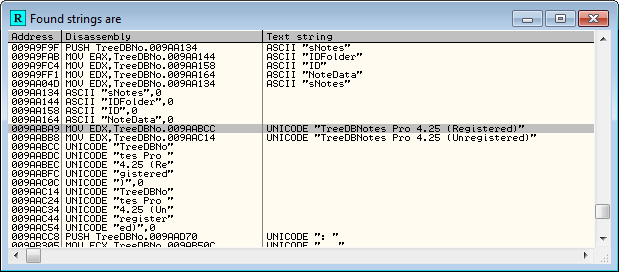 R Found strings are
Address Disassembly Text string
009A9F9F PUSH TreeDBNo.009AA134 ASCII "sNotes"
009A9FAB MOV EAX,TreeDBNo.009AA144 ASCII "IDFolder"
009A9FC4 MOV EDX,TreeDBNo.009AA158 ASCII "ID"
009A9FF1 MOV EAX,TreeDBNo.009AA164 ASCII "NoteData"
009AA04D MOV EDX,TreeDBNo.009AA134 ASCII "sNotes"
009AA134 ASCII "sNotes",0
009AA144 ASCII "IDFolder",0
009AA158 ASCII "ID",0
009AA164 ASCII "NoteData",0
009AABA9 MOV EDX,TreeDBNo.009AABCC UNICODE "TreeDBNotes Pro 4.25 (Registered)"
009AABB8 MOV EDX,TreeDBNo.009AAC14 UNICODE "TreeDBNotes Pro 4.25 (Unregistered)"
009AABCC UNICODE "TreeDBNo"
009AABDC UNICODE "tes Pro "
009AABEC UNICODE "4.25 (Re"
009AABFC UNICODE "gistered"
009AAC0C UNICODE ")",0
009AAC14 UNICODE "TreeDBNo"
009AAC24 UNICODE "tes Pro "
009AAC34 UNICODE "4.25 (Un"
009AAC44 UNICODE "register"
009AAC54 UNICODE "ed)",0
009AACC8 PUSH TreeDBNo.009AAD70 UNICODE ": "
009AB305 MOV ECX,TreeDBNo.009AB50C UNICODE " "